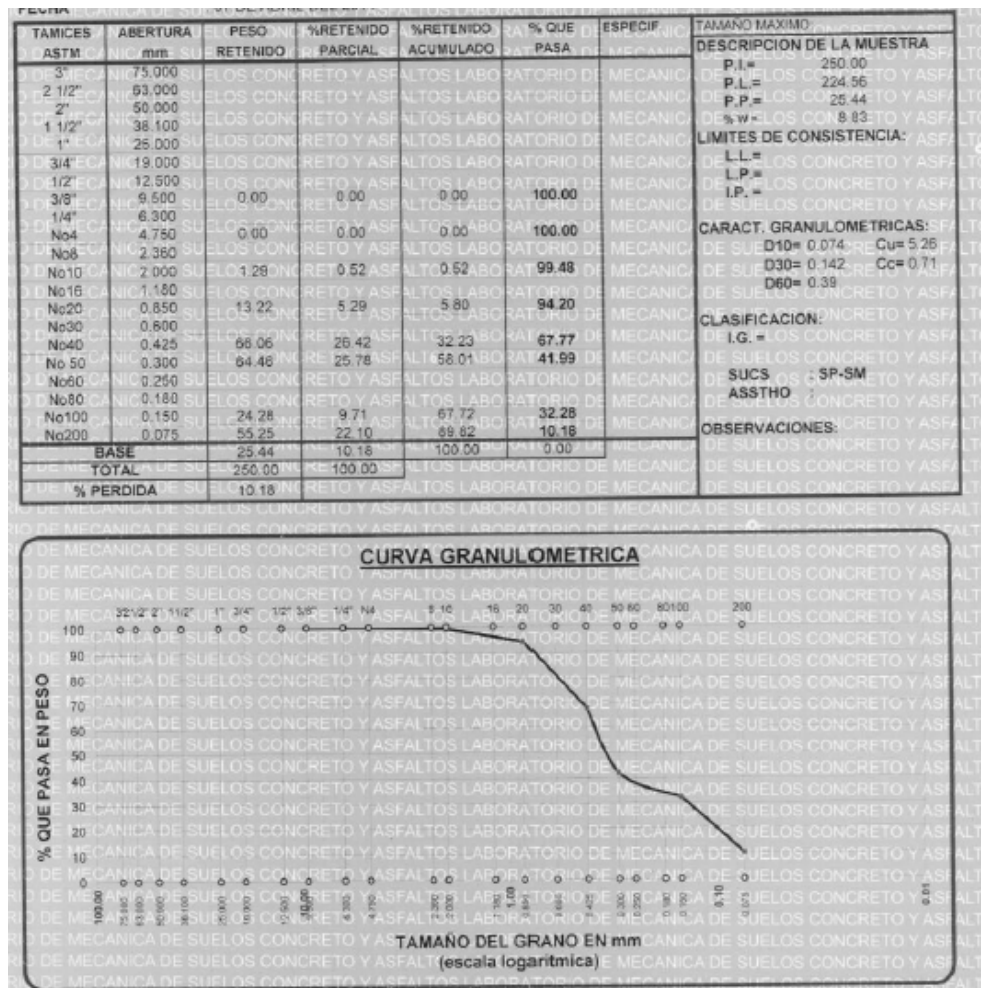 FECHA
TAMICES ABERTURA PESO %RETENIDO %RETENIDO % QUE ESPECIF
ASTM mm RETENIDO PARCIAL ACUMULADO PASA
3" 75.000
2 1/2" 63.000
2" 50.000
1 1/2" 38.100
1" 25.000
3/4" 19.000
1/2" 12.500
3/8" 9.500 0.00 0.00 0.00 100.00
1/4" 6.300
No4 4.750 0.00 0.00 0.00 100.00
No8 2.360
No10 2.000 1.29 0.52 0.52 99.48
No16 1.180
No20 0.850 13.22 5.29 5.80 94.20
No30 0.600
No40 0.425 66.06 26.42 32.23 67.77
No 50 0.300 64.46 25.78 58.01 41.99
No60 0.250
No80 0.180
No100 0.150 24.28 9.71 67.72 32.28
No200 0.075 55.25 22.10 89.82 10.18
BASE 25.44 10.18 100.00 0.00
TOTAL 250.00 100.00
% PERDIDA 10.18
TAMAÑO MAXIMO:
DESCRIPCION DE LA MUESTRA
P.I.= 250.00
P.L.= 224.56
P.P.= 25.44
% W = 8.83
LIMITES DE CONSISTENCIA:
L.L.=
L.P.=
I.P. =
CARACT. GRANULOMETRICAS:
D10= 0.074 Cu= 5.26
D30= 0.142 Cc= 0.71
D60= 0.39
CLASIFICACION:
I.G. =
SUCS : SP-SM
ASSTHO :
OBSERVACIONES:
CURVA GRANULOMETRICA
1" 3/4" 1/2" 3/8" 1/4" N4 8 10 16 20 30 40 50 60 80100 200
100
90
80
70
60
50
40
30
20
10
0
% QUE PASA EN PESO
100.00 1.00 0.10 0.01
TAMAÑO DEL GRANO EN mm
(escala logaritmica)
LABORATORIO DE MECANICA DE SUELOS CONCRETO Y ASFALTOS